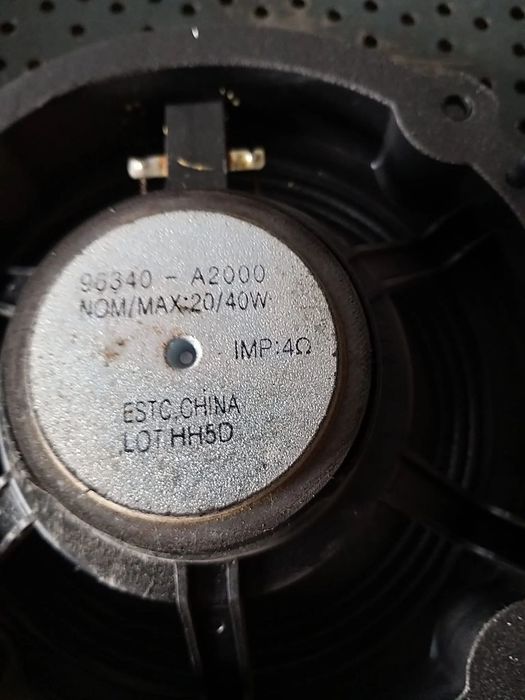 96340 - A2000
NOM/MAX:20/40W
IMP:4Ω
ESTC.CHINA
LOT HH5D